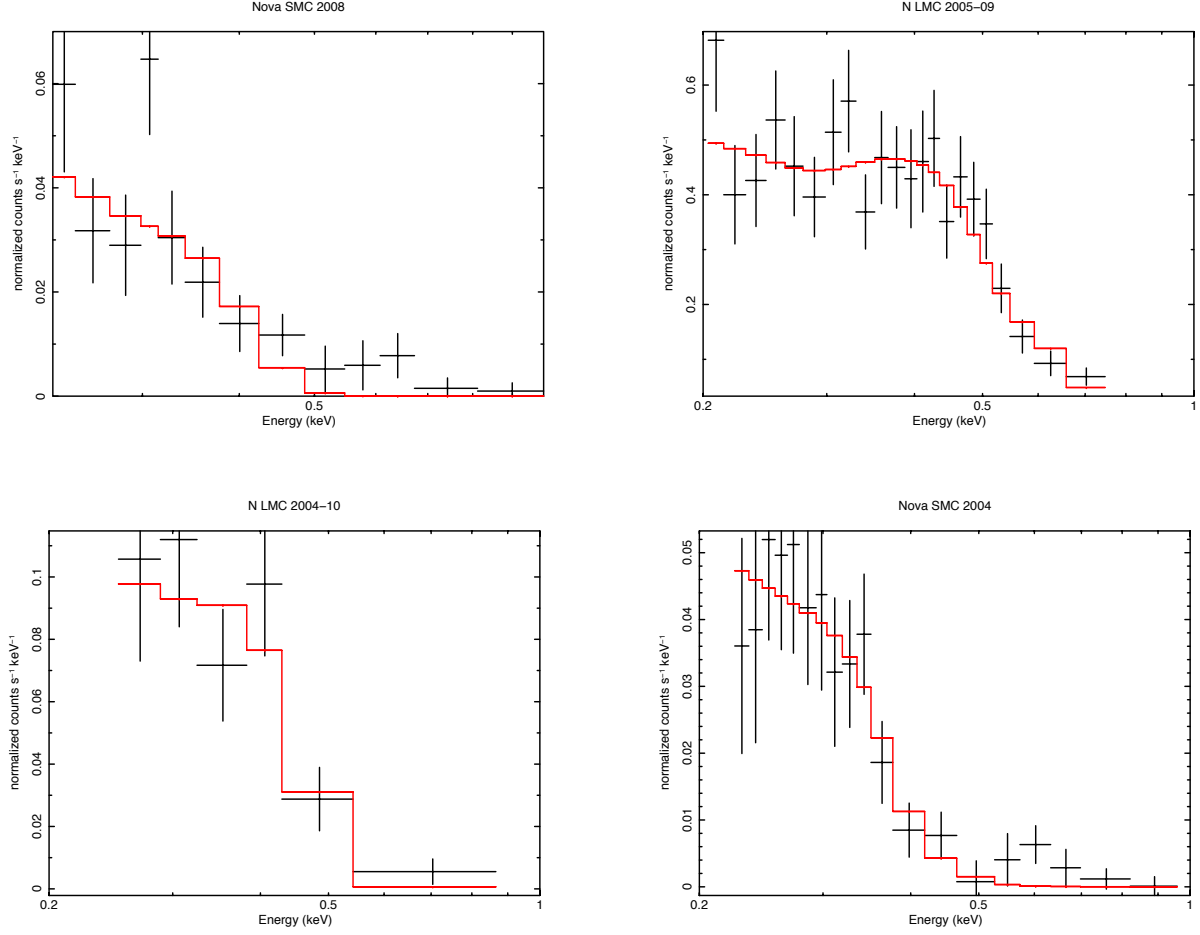 Nova SMC 2008
normalized counts s⁻¹ keV⁻¹
0.06
0.04
0.02
0
0.5
Energy (keV)
N LMC 2005−09
normalized counts s⁻¹ keV⁻¹
0.6
0.4
0.2
0.2
0.5
1
Energy (keV)
N LMC 2004−10
normalized counts s⁻¹ keV⁻¹
0.1
0.08
0.06
0.04
0.02
0
0.2
0.5
1
Energy (keV)
Nova SMC 2004
normalized counts s⁻¹ keV⁻¹
0.05
0.04
0.03
0.02
0.01
0
0.2
0.5
1
Energy (keV)